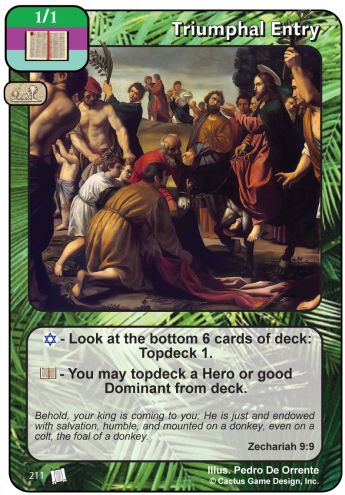 1/1
Triumphal Entry
- Look at the bottom 6 cards of deck:
Topdeck 1.
- You may topdeck a Hero or good
Dominant from deck.
Behold, your king is coming to you; He is just and endowed
with salvation, humble, and mounted on a donkey, even on a
colt, the foal of a donkey.
Zechariah 9:9
Illus. Pedro De Orrente
211
© Cactus Game Design, Inc.